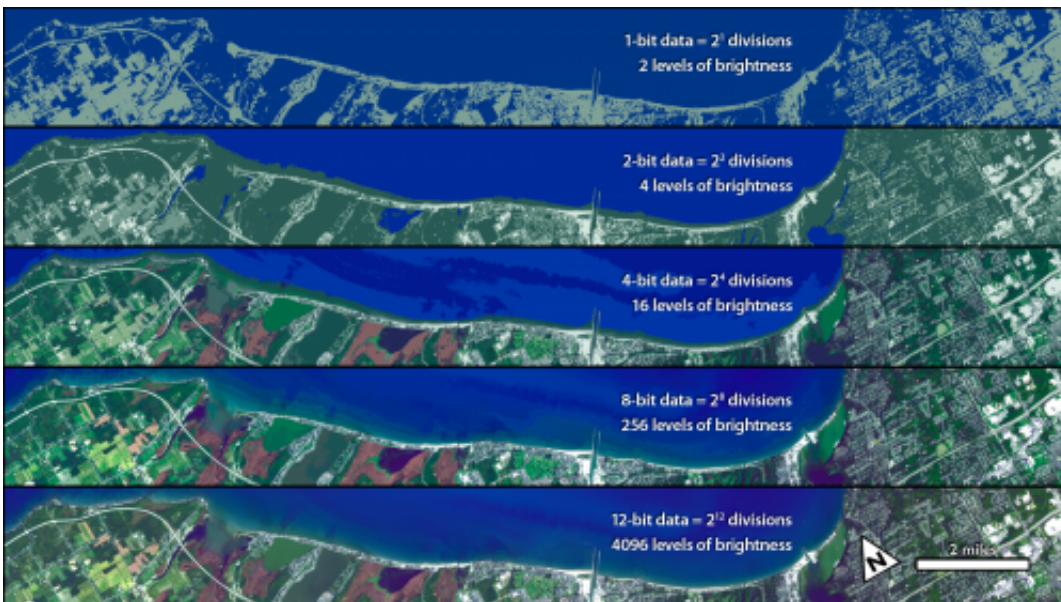 1-bit data = 2¹ divisions
2 levels of brightness
2-bit data = 2² divisions
4 levels of brightness
4-bit data = 2⁴ divisions
16 levels of brightness
8-bit data = 2⁸ divisions
256 levels of brightness
12-bit data = 2¹² divisions
4096 levels of brightness
N
2 miles